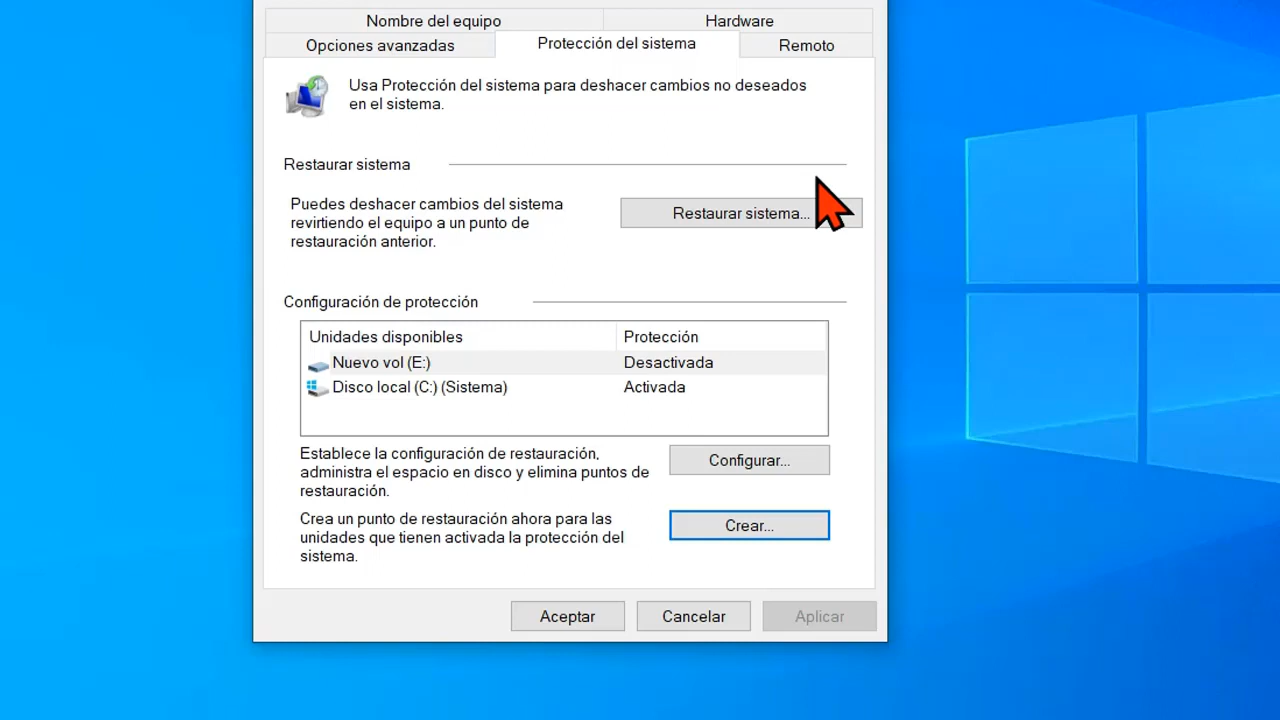 Nombre del equipo
Hardware
Opciones avanzadas
Protección del sistema
Remoto
Usa Protección del sistema para deshacer cambios no deseados
en el sistema.
Restaurar sistema
Puedes deshacer cambios del sistema
revirtiendo el equipo a un punto de
restauración anterior.
Restaurar sistema...
Configuración de protección
Unidades disponibles
Protección
Nuevo vol (E:)
Desactivada
Disco local (C:) (Sistema)
Activada
Establece la configuración de restauración,
administra el espacio en disco y elimina puntos de
restauración.
Configurar...
Crea un punto de restauración ahora para las
unidades que tienen activada la protección del
sistema.
Crear...
Aceptar
Cancelar
Aplicar